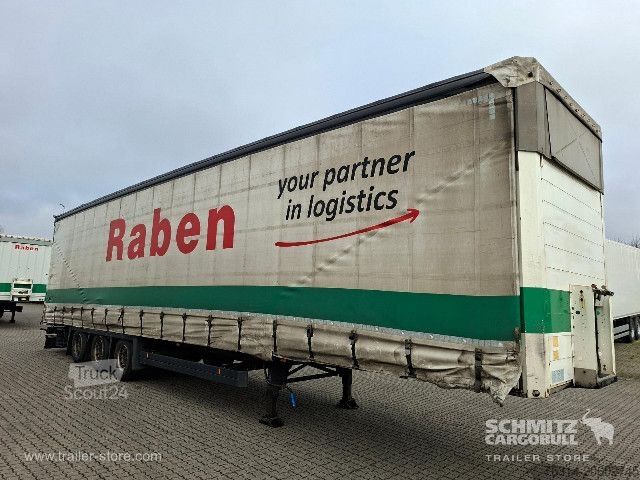 Raben
your partner
in logistics
Raben
Truck
Scout24
www.trailer-store.com
SCHMITZ
CARGOBULL
TRAILER STORE